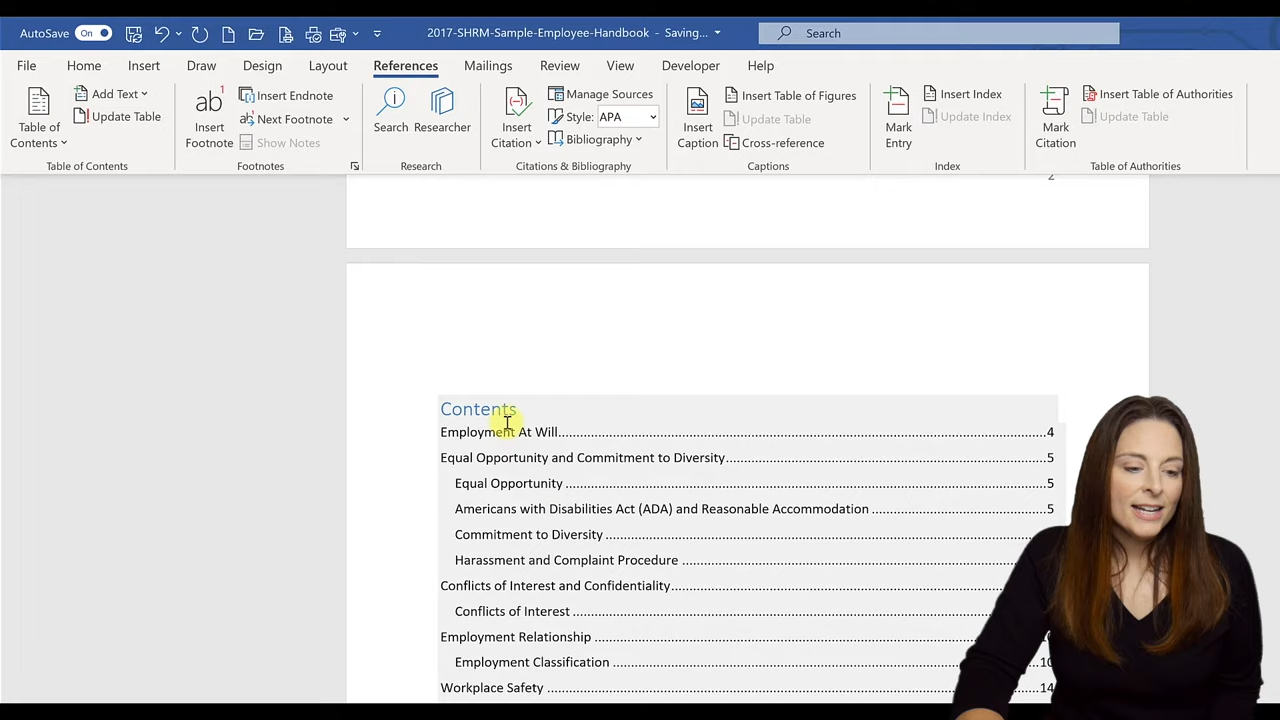 AutoSave On 2017-SHRM-Sample-Employee-Handbook - Saving... Search
File Home Insert Draw Design Layout References Mailings Review View Developer Help
Table of Contents
Add Text
Update Table
Table of Contents
ab1
Insert Footnote
Insert Endnote
Next Footnote
Show Notes
Footnotes
Search
Researcher
Research
Insert Citation
Manage Sources
Style: APA
Bibliography
Citations & Bibliography
Insert Caption
Insert Table of Figures
Update Table
Cross-reference
Captions
Mark Entry
Insert Index
Update Index
Index
Mark Citation
Insert Table of Authorities
Update Table
Table of Authorities
2
Contents
Employment At Will 4
Equal Opportunity and Commitment to Diversity 5
Equal Opportunity 5
Americans with Disabilities Act (ADA) and Reasonable Accommodation 5
Commitment to Diversity
Harassment and Complaint Procedure
Conflicts of Interest and Confidentiality
Conflicts of Interest
Employment Relationship
Employment Classification 10
Workplace Safety 14